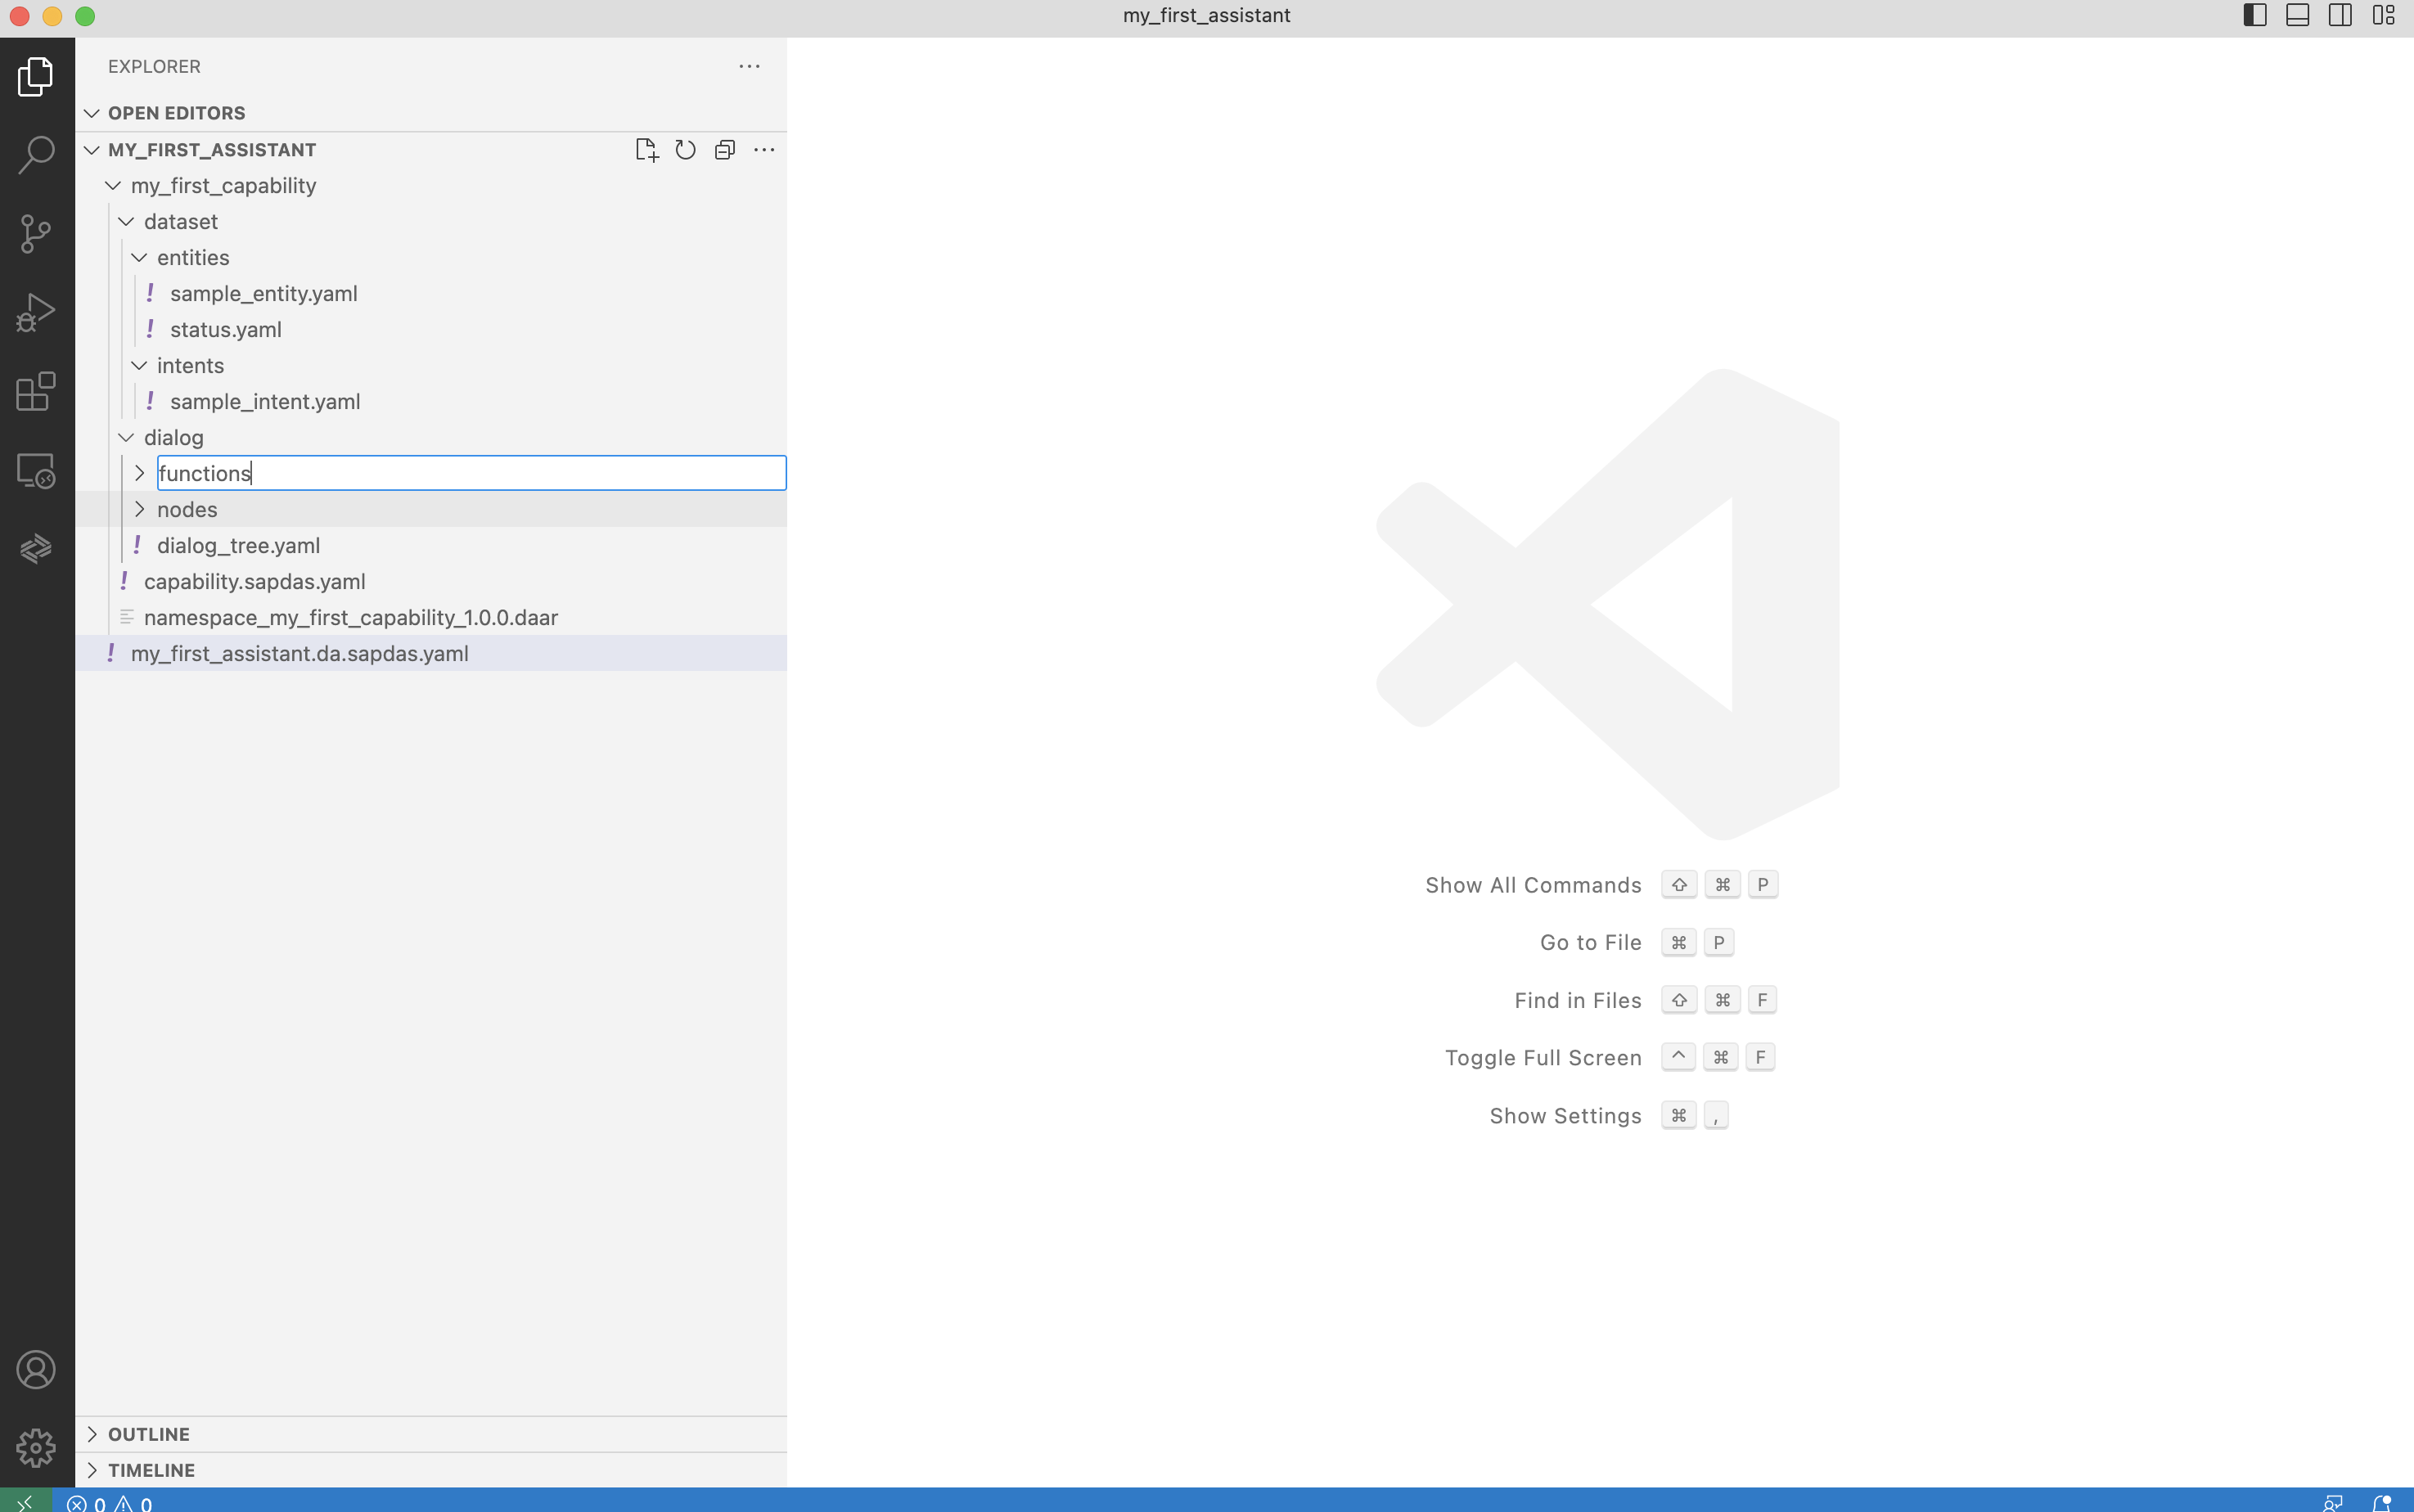 my_first_assistant
EXPLORER
OPEN EDITORS
MY_FIRST_ASSISTANT
my_first_capability
dataset
entities
! sample_entity.yaml
! status.yaml
intents
! sample_intent.yaml
dialog
functions
nodes
! dialog_tree.yaml
! capability.sapdas.yaml
namespace_my_first_capability_1.0.0.daar
! my_first_assistant.da.sapdas.yaml
Show All Commands ⇧ ⌘ P
Go to File ⌘ P
Find in Files ⇧ ⌘ F
Toggle Full Screen ^ ⌘ F
Show Settings ⌘ ,
OUTLINE
TIMELINE
0 0